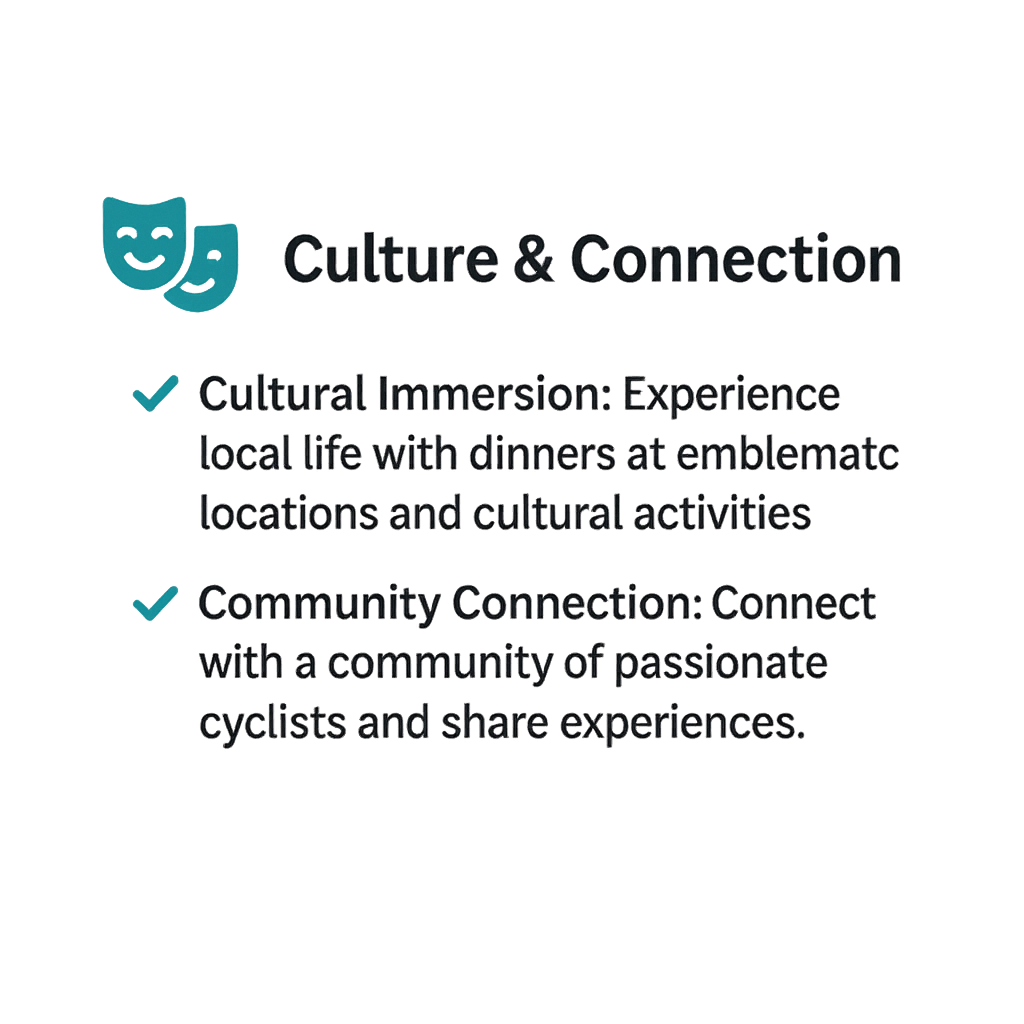 Culture & Connection
Cultural Immersion: Experience
local life with dinners at emblematc
locations and cultural activities
Community Connection: Connect
with a community of passionate
cyclists and share experiences.